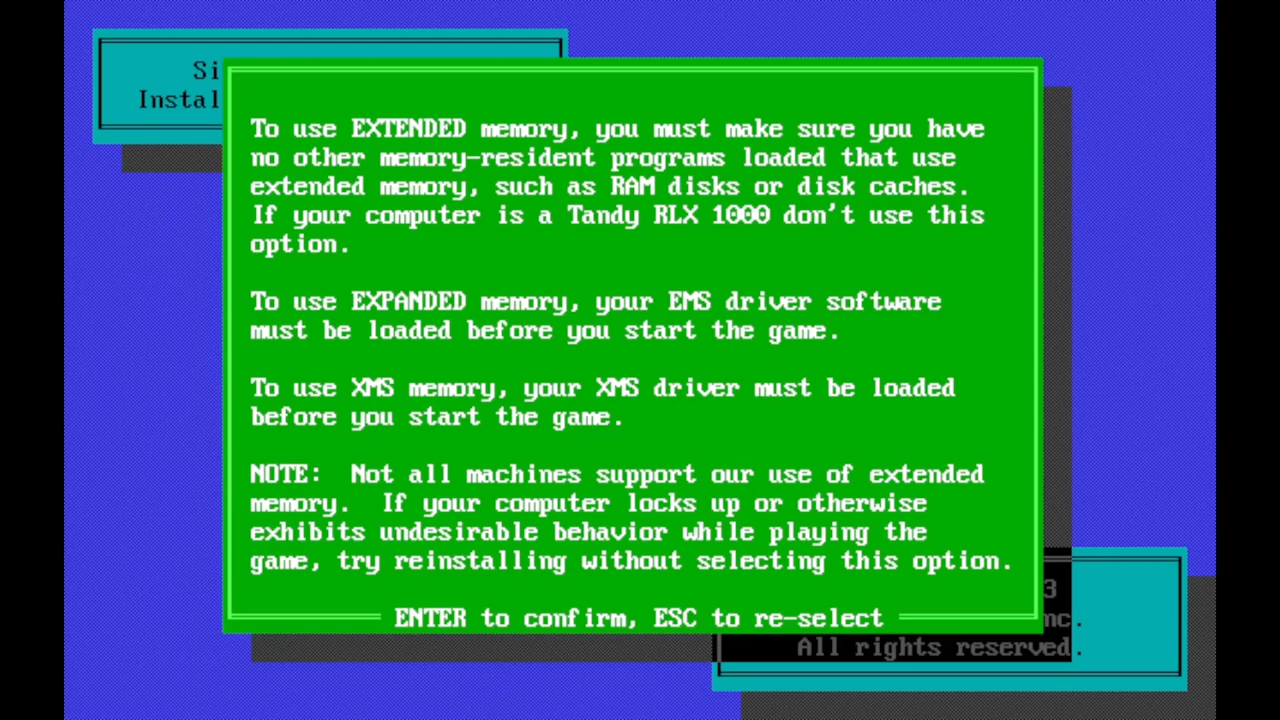 Si
Instal
To use EXTENDED memory, you must make sure you have
no other memory-resident programs loaded that use
extended memory, such as RAM disks or disk caches.
If your computer is a Tandy RLX 1000 don't use this
option.
To use EXPANDED memory, your EMS driver software
must be loaded before you start the game.
To use XMS memory, your XMS driver must be loaded
before you start the game.
NOTE:  Not all machines support our use of extended
memory.  If your computer locks up or otherwise
exhibits undesirable behavior while playing the
game, try reinstalling without selecting this option.
ENTER to confirm, ESC to re-select
3
nc.
All rights reserved.